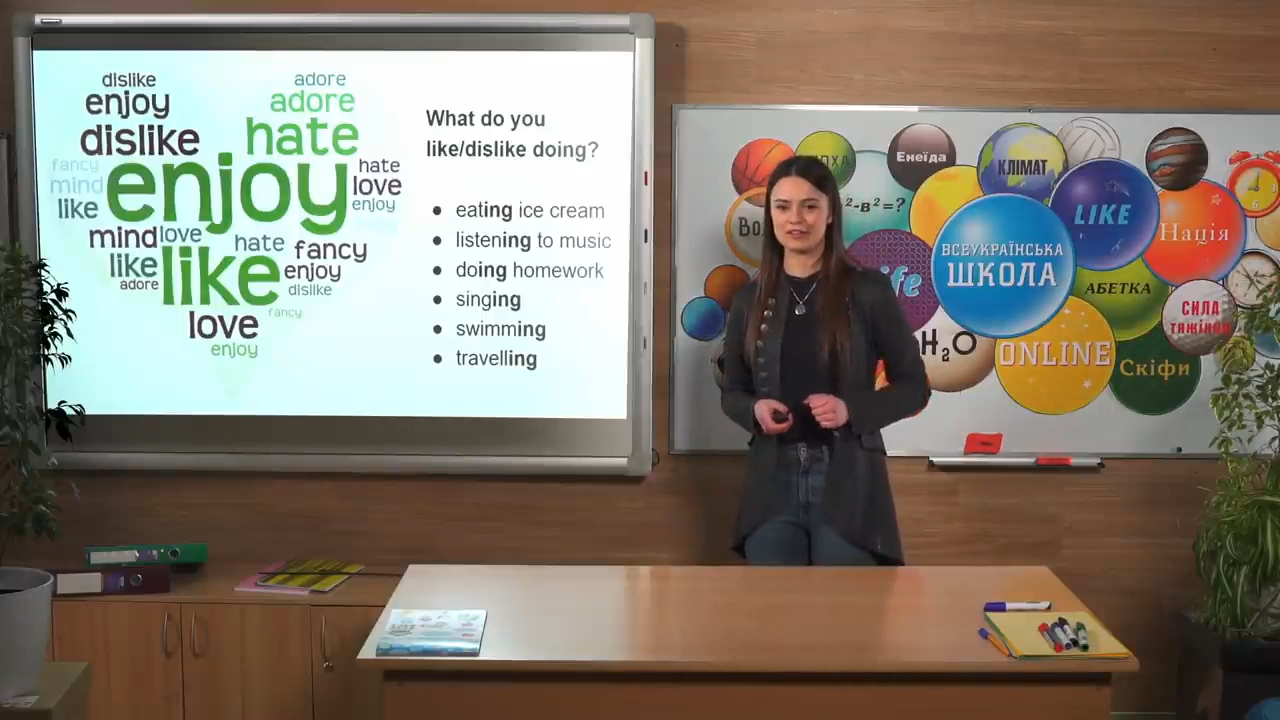 dislike
adore
enjoy
adore
dislike
hate
fancy
enjoy
hate
mind
love
like
enjoy
mind
love
hate
fancy
like
like
enjoy
adore
dislike
love
fancy
enjoy
What do you
like/dislike doing?
● eating ice cream
● listening to music
● doing homework
● singing
● swimming
● travelling
Енеїда
КЛІМАТ
LIKE
Нація
ВСЕУКРАЇНСЬКА
ШКОЛА
АБЕТКА
СИЛА
ТЯЖІННЯ
H₂O
ONLINE
Скіфи